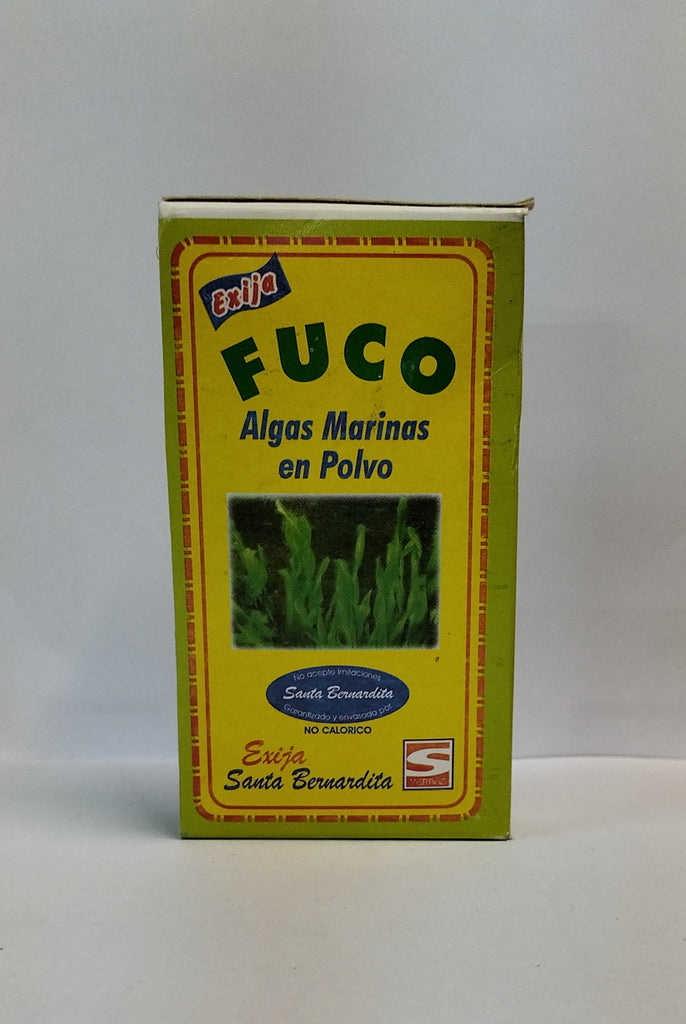 Exija
FUCO
Algas Marinas
en Polvo
No acepte Imitaciones
Santa Bernardita
Garantizado y envasado por
NO CALORICO
Exija
Santa Bernardita
S